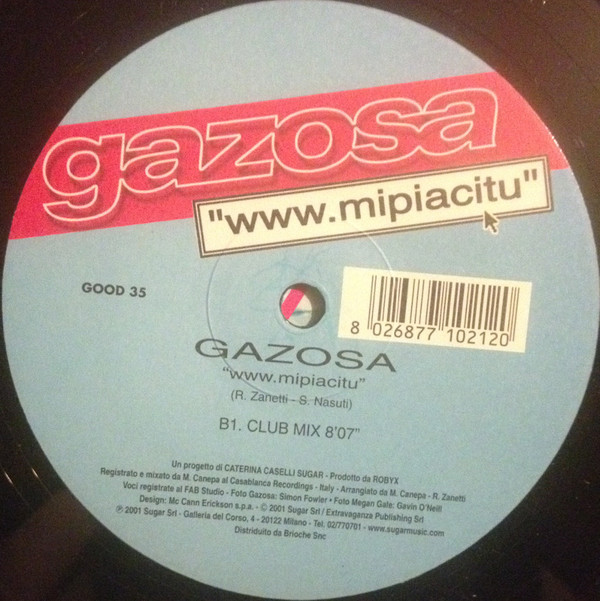 gazosa
"www.mipiacitu"
GOOD 35
8 026877 102120
GAZOSA
"www.mipiacitu"
(R. Zanetti - S. Nasuti)
B1. CLUB MIX 8'07"
Un progetto di CATERINA CASELLI SUGAR - Prodotto da ROBYX
Registrato e mixato da M. Canepa al Casablanca Recordings - Italy - Arrangiato da M. Canepa - R. Zanetti
Voci registrate al FAB Studio - Foto Gazosa: Simon Fowler • Foto Megan Gale: Gavin O'Neill
Design: Mc Cann Erickson s.p.a. - © 2001 Sugar Srl / Extravaganza Publishing Srl
℗ 2001 Sugar Srl - Galleria del Corso, 4 - 20122 Milano - Tel. 02/770701 - www.sugarmusic.com
Distriduito da Brioche Snc